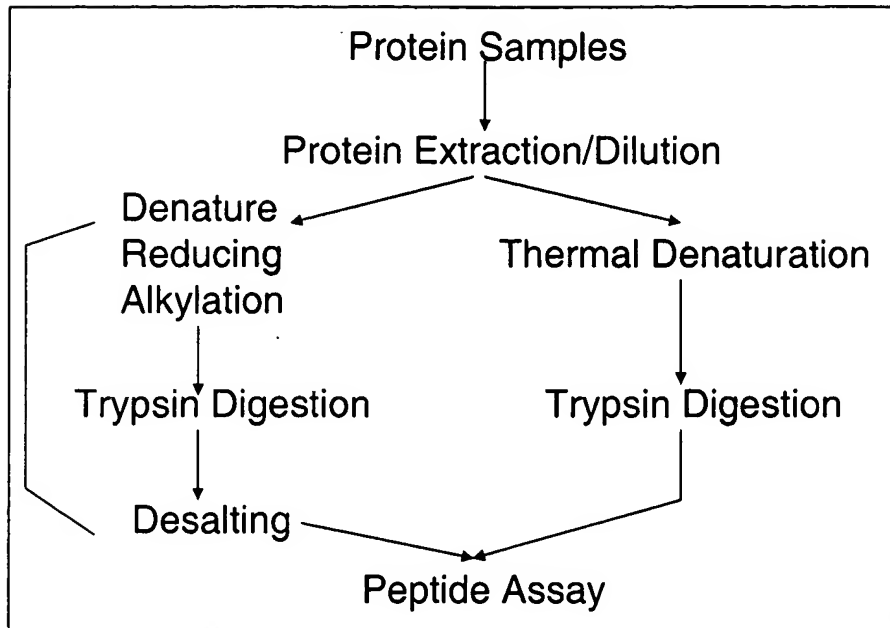 Protein Samples
Protein Extraction/Dilution
Denature
Reducing
Alkylation
Thermal Denaturation
Trypsin Digestion
Trypsin Digestion
Desalting
Peptide Assay